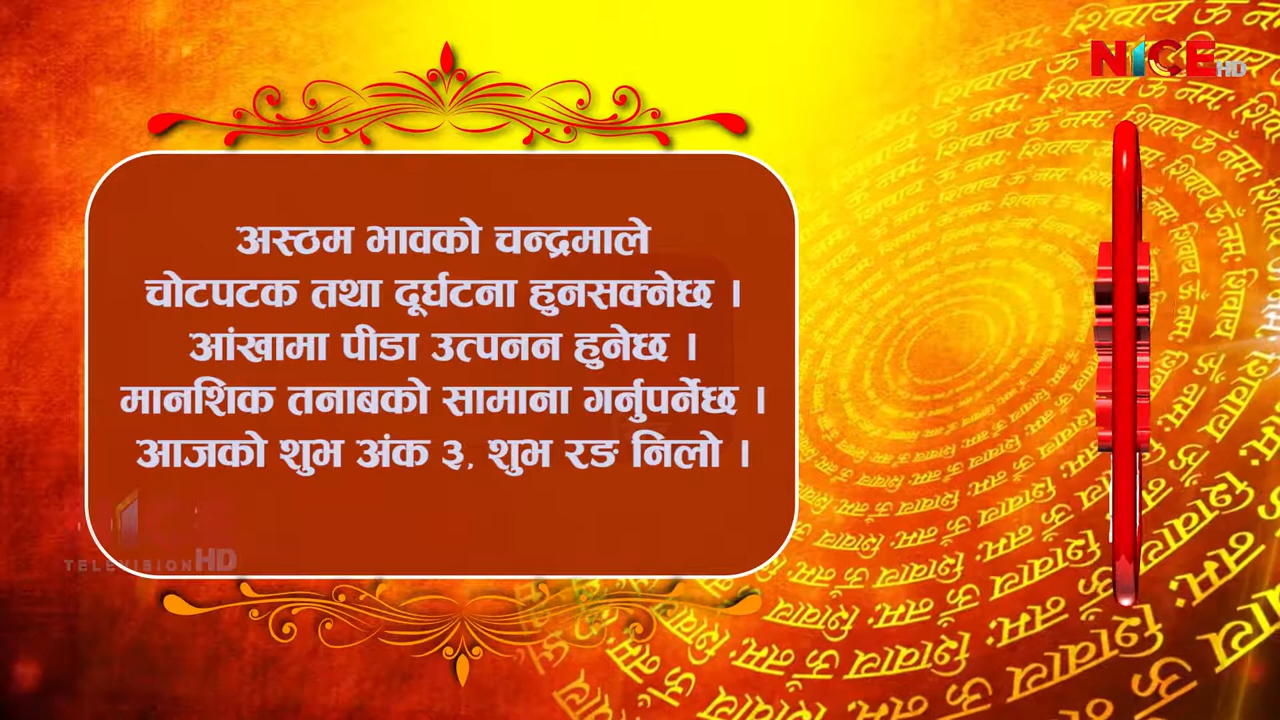 NICE HD
अस्ठम भावको चन्द्रमाले
चोटपटक तथा दूर्घटना हुनसक्नेछ ।
आंखामा पीडा उत्पनन हुनेछ ।
मानशिक तनाबको सामाना गर्नुपर्नेछ ।
आजको शुभ अंक ३, शुभ रङ निलो ।
TELEVISION HD
ॐ नमः शिवाय